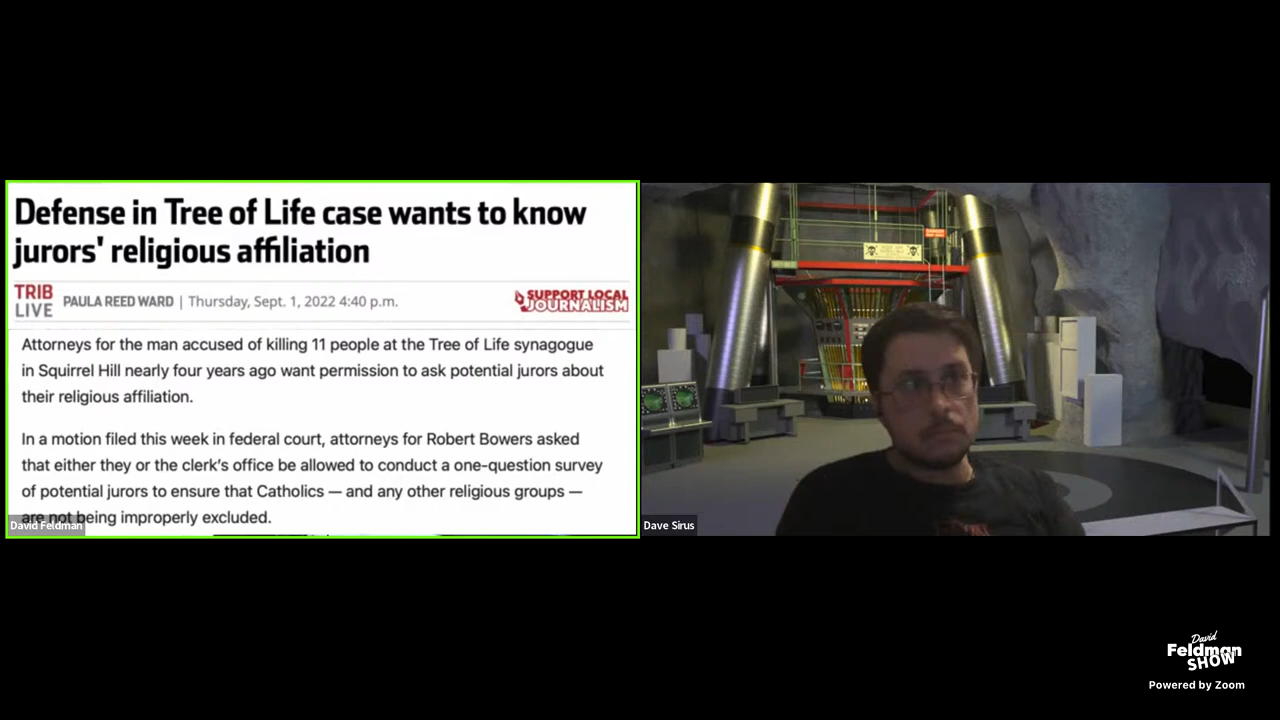 Defense in Tree of Life case wants to know
jurors' religious affiliation
TRIB
LIVE
PAULA REED WARD | Thursday, Sept. 1, 2022 4:40 p.m.
SUPPORT LOCAL
JOURNALISM
Attorneys for the man accused of killing 11 people at the Tree of Life synagogue
in Squirrel Hill nearly four years ago want permission to ask potential jurors about
their religious affiliation.
In a motion filed this week in federal court, attorneys for Robert Bowers asked
that either they or the clerk's office be allowed to conduct a one-question survey
of potential jurors to ensure that Catholics — and any other religious groups —
are not being improperly excluded.
David Feldman
Dave Sirus
David
Feldman
SHOW
Powered by Zoom